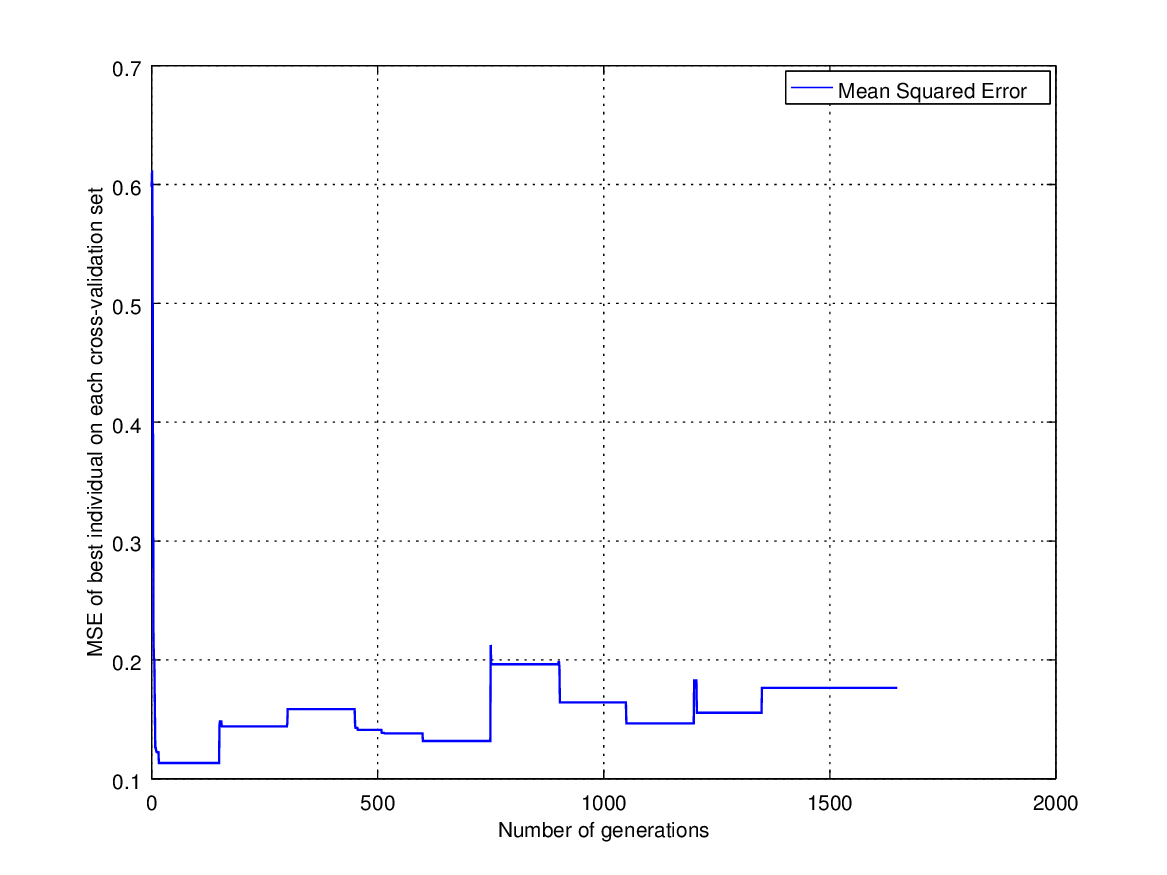 Mean Squared Error
MSE of best individual on each cross-validation set
0.7
0.6
0.5
0.4
0.3
0.2
0.1
0 500 1000 1500 2000
Number of generations